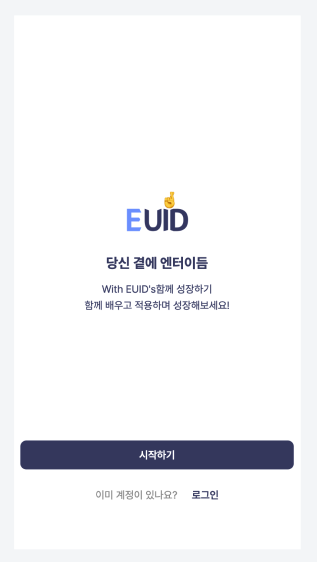 EUID
당신 곁에 엔터이듬
With EUID's함께 성장하기
함께 배우고 적용하며 성장해보세요!
시작하기
이미 계정이 있나요? 로그인